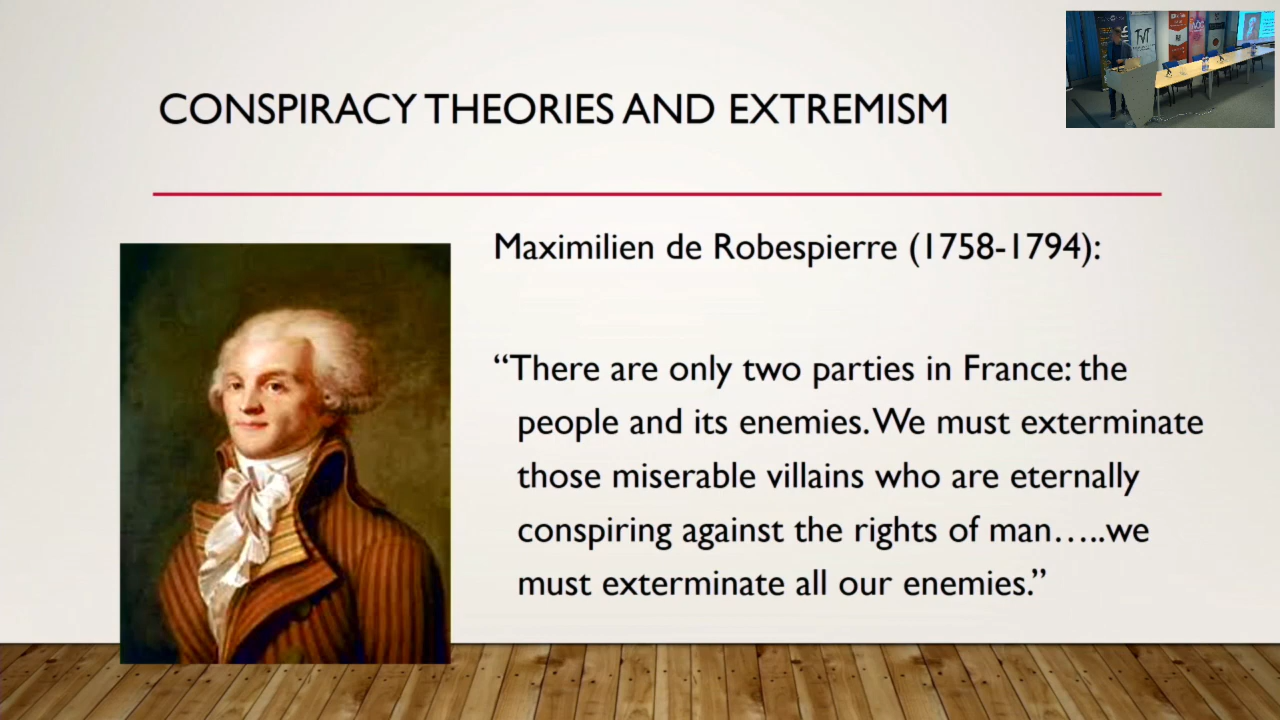 CONSPIRACY THEORIES AND EXTREMISM
Maximilien de Robespierre (1758-1794):
“There are only two parties in France: the
people and its enemies. We must exterminate
those miserable villains who are eternally
conspiring against the rights of man…..we
must exterminate all our enemies.”
TVT